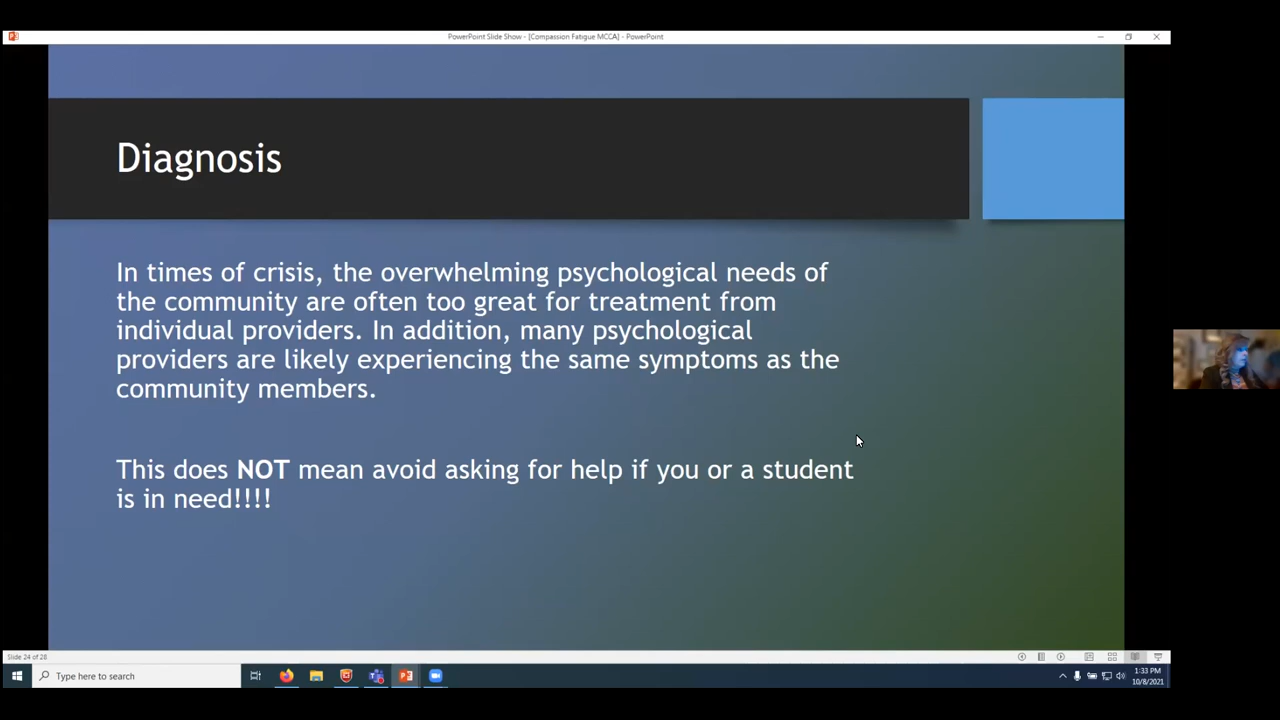 PowerPoint Slide Show - [Compassion Fatigue MCCA] - PowerPoint
Diagnosis
In times of crisis, the overwhelming psychological needs of
the community are often too great for treatment from
individual providers. In addition, many psychological
providers are likely experiencing the same symptoms as the
community members.
This does NOT mean avoid asking for help if you or a student
is in need!!!!
Slide 24 of 28
Type here to search
1:33 PM
10/8/2021